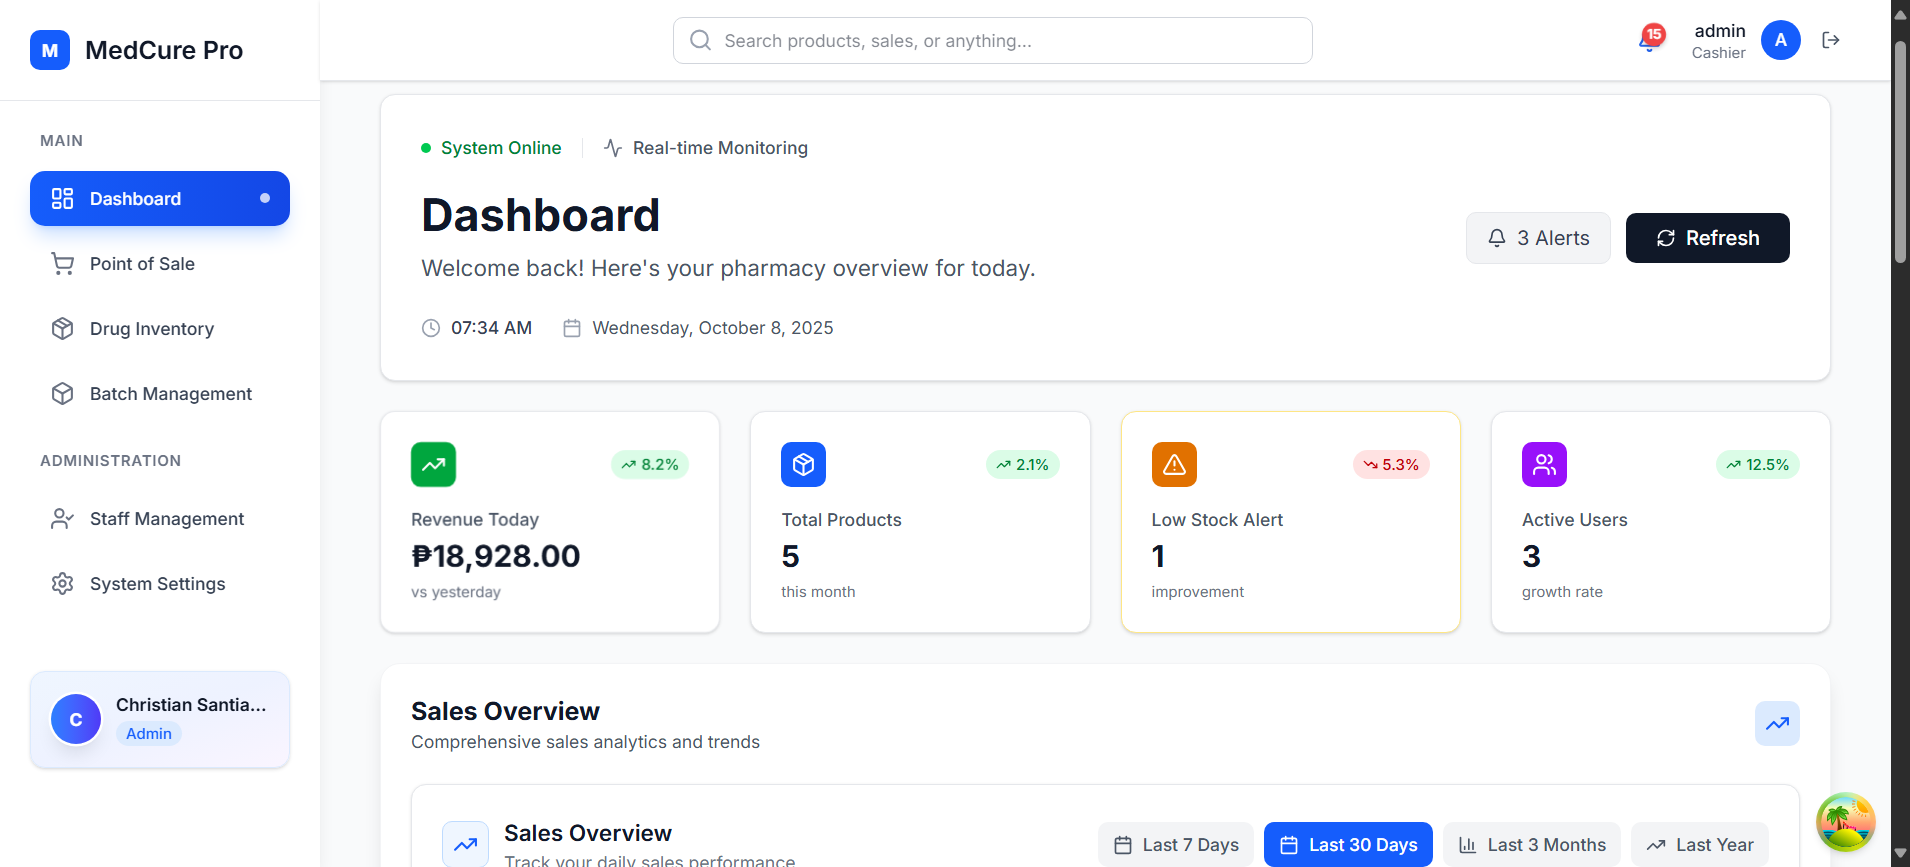 M MedCure Pro
Search products, sales, or anything...
15
admin
Cashier
A
MAIN
Dashboard
Point of Sale
Drug Inventory
Batch Management
ADMINISTRATION
Staff Management
System Settings
C
Christian Santia...
Admin
System Online
Real-time Monitoring
Dashboard
Welcome back! Here's your pharmacy overview for today.
07:34 AM
Wednesday, October 8, 2025
3 Alerts
Refresh
8.2%
Revenue Today
₱18,928.00
vs yesterday
2.1%
Total Products
5
this month
5.3%
Low Stock Alert
1
improvement
12.5%
Active Users
3
growth rate
Sales Overview
Comprehensive sales analytics and trends
Sales Overview
Track your daily sales performance
Last 7 Days
Last 30 Days
Last 3 Months
Last Year